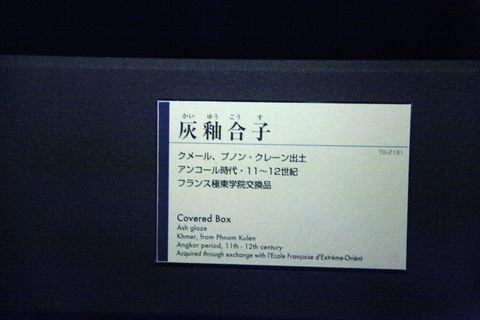 かい ゆう ごう す
灰釉合子
TG-2131
クメール、プノン・クレーン出土
アンコール時代・11～12世紀
フランス極東学院交換品
Covered Box
Ash glaze
Khmer, from Phnom Kulen
Angkor period, 11th - 12th century
Acquired through exchange with l'Ecole Française d'Extrême-Orient